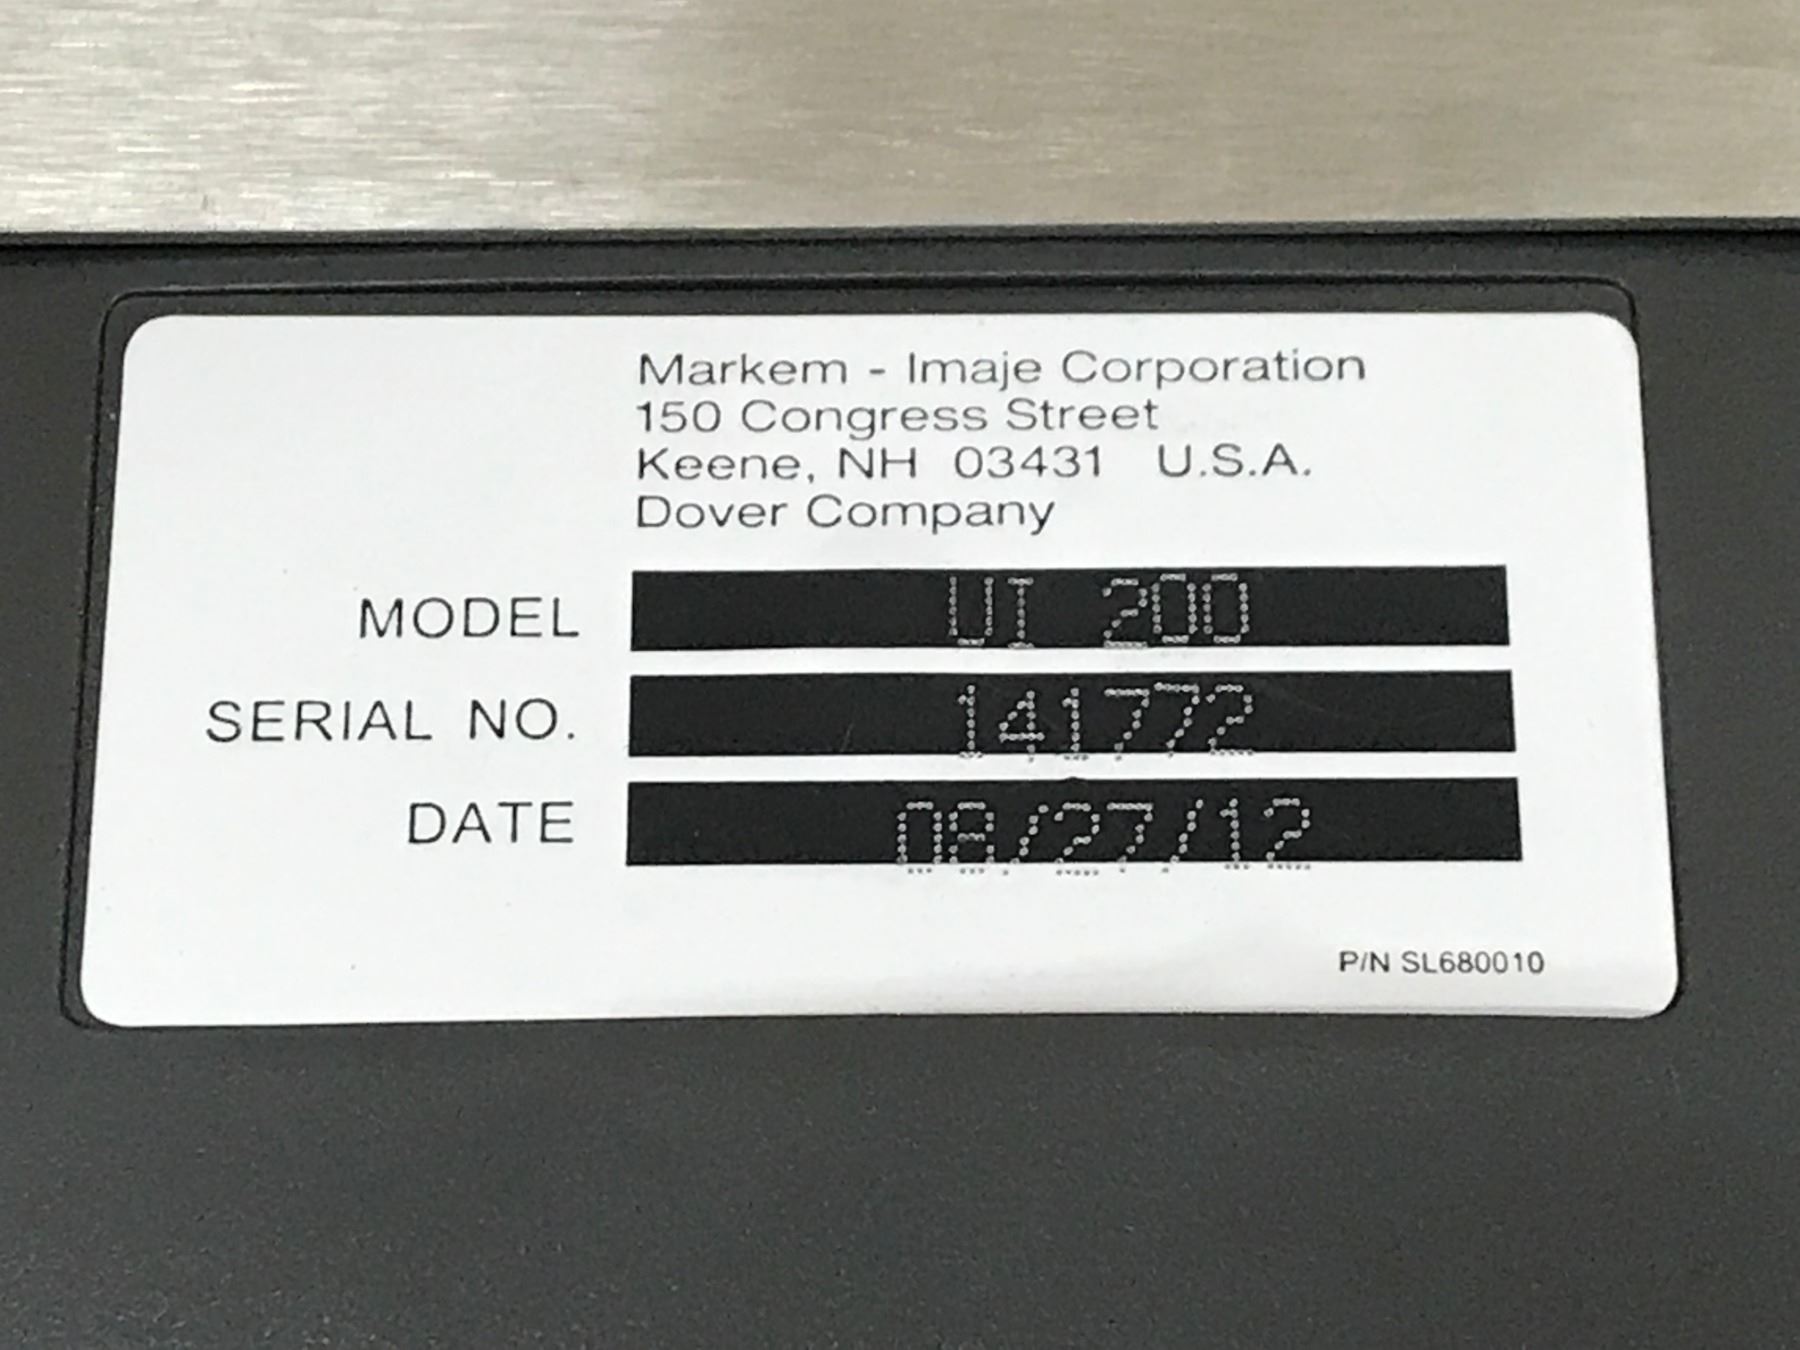 Markem - Imaje Corporation
150 Congress Street
Keene, NH 03431 U.S.A.
Dover Company
MODEL UI 200
SERIAL NO. 141772
DATE 08/27/12
P/N SL680010